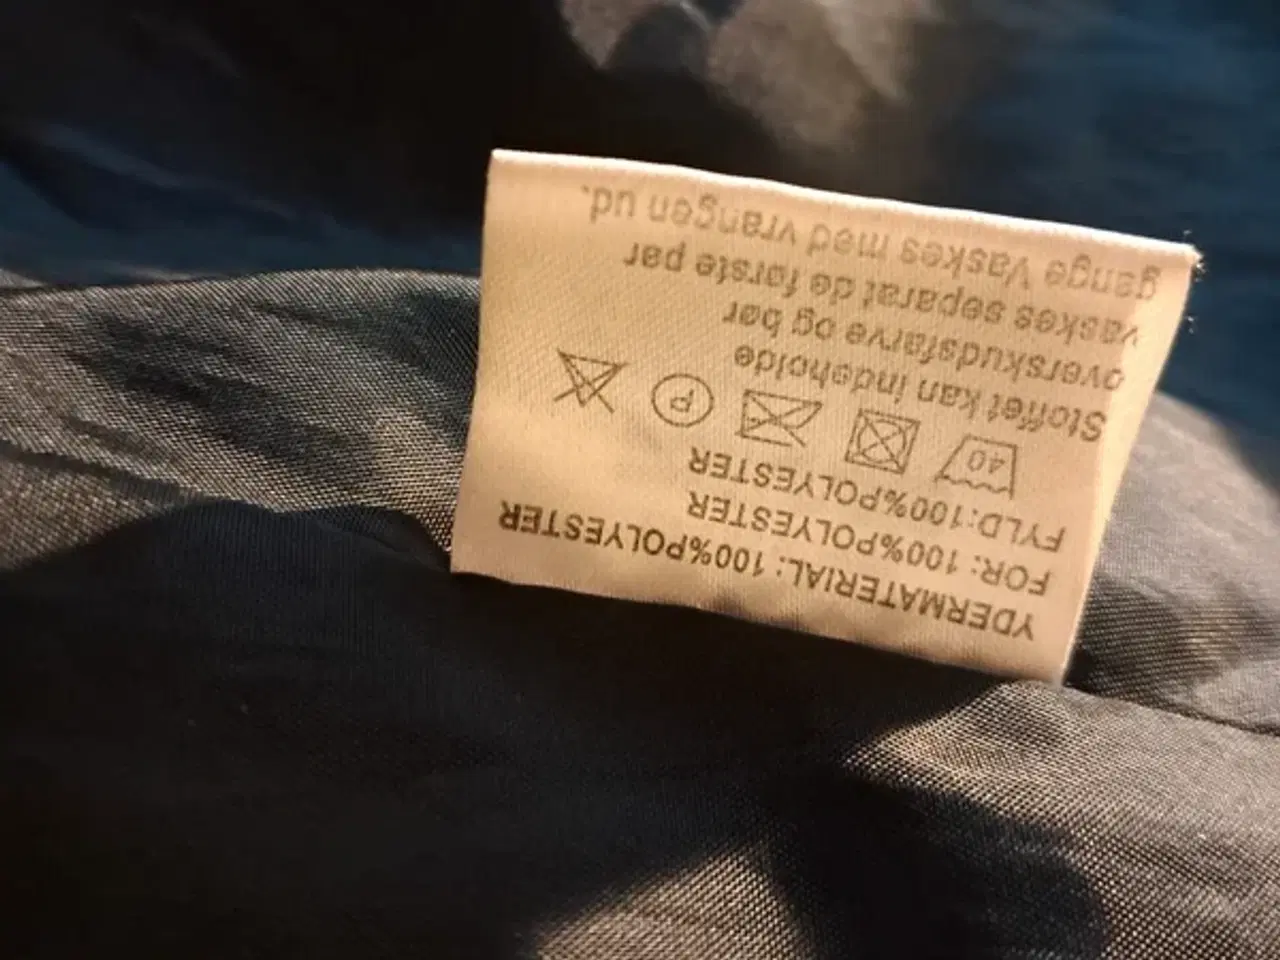 YDERMATERIAL: 100%POLYESTER
FOR: 100%POLYESTER
FYLD:100%POLYESTER
40 P
Stoffet kan indeholde
overskudsfarve og bør
vaskes separat de første par
gange Vaskes med vrangen ud.